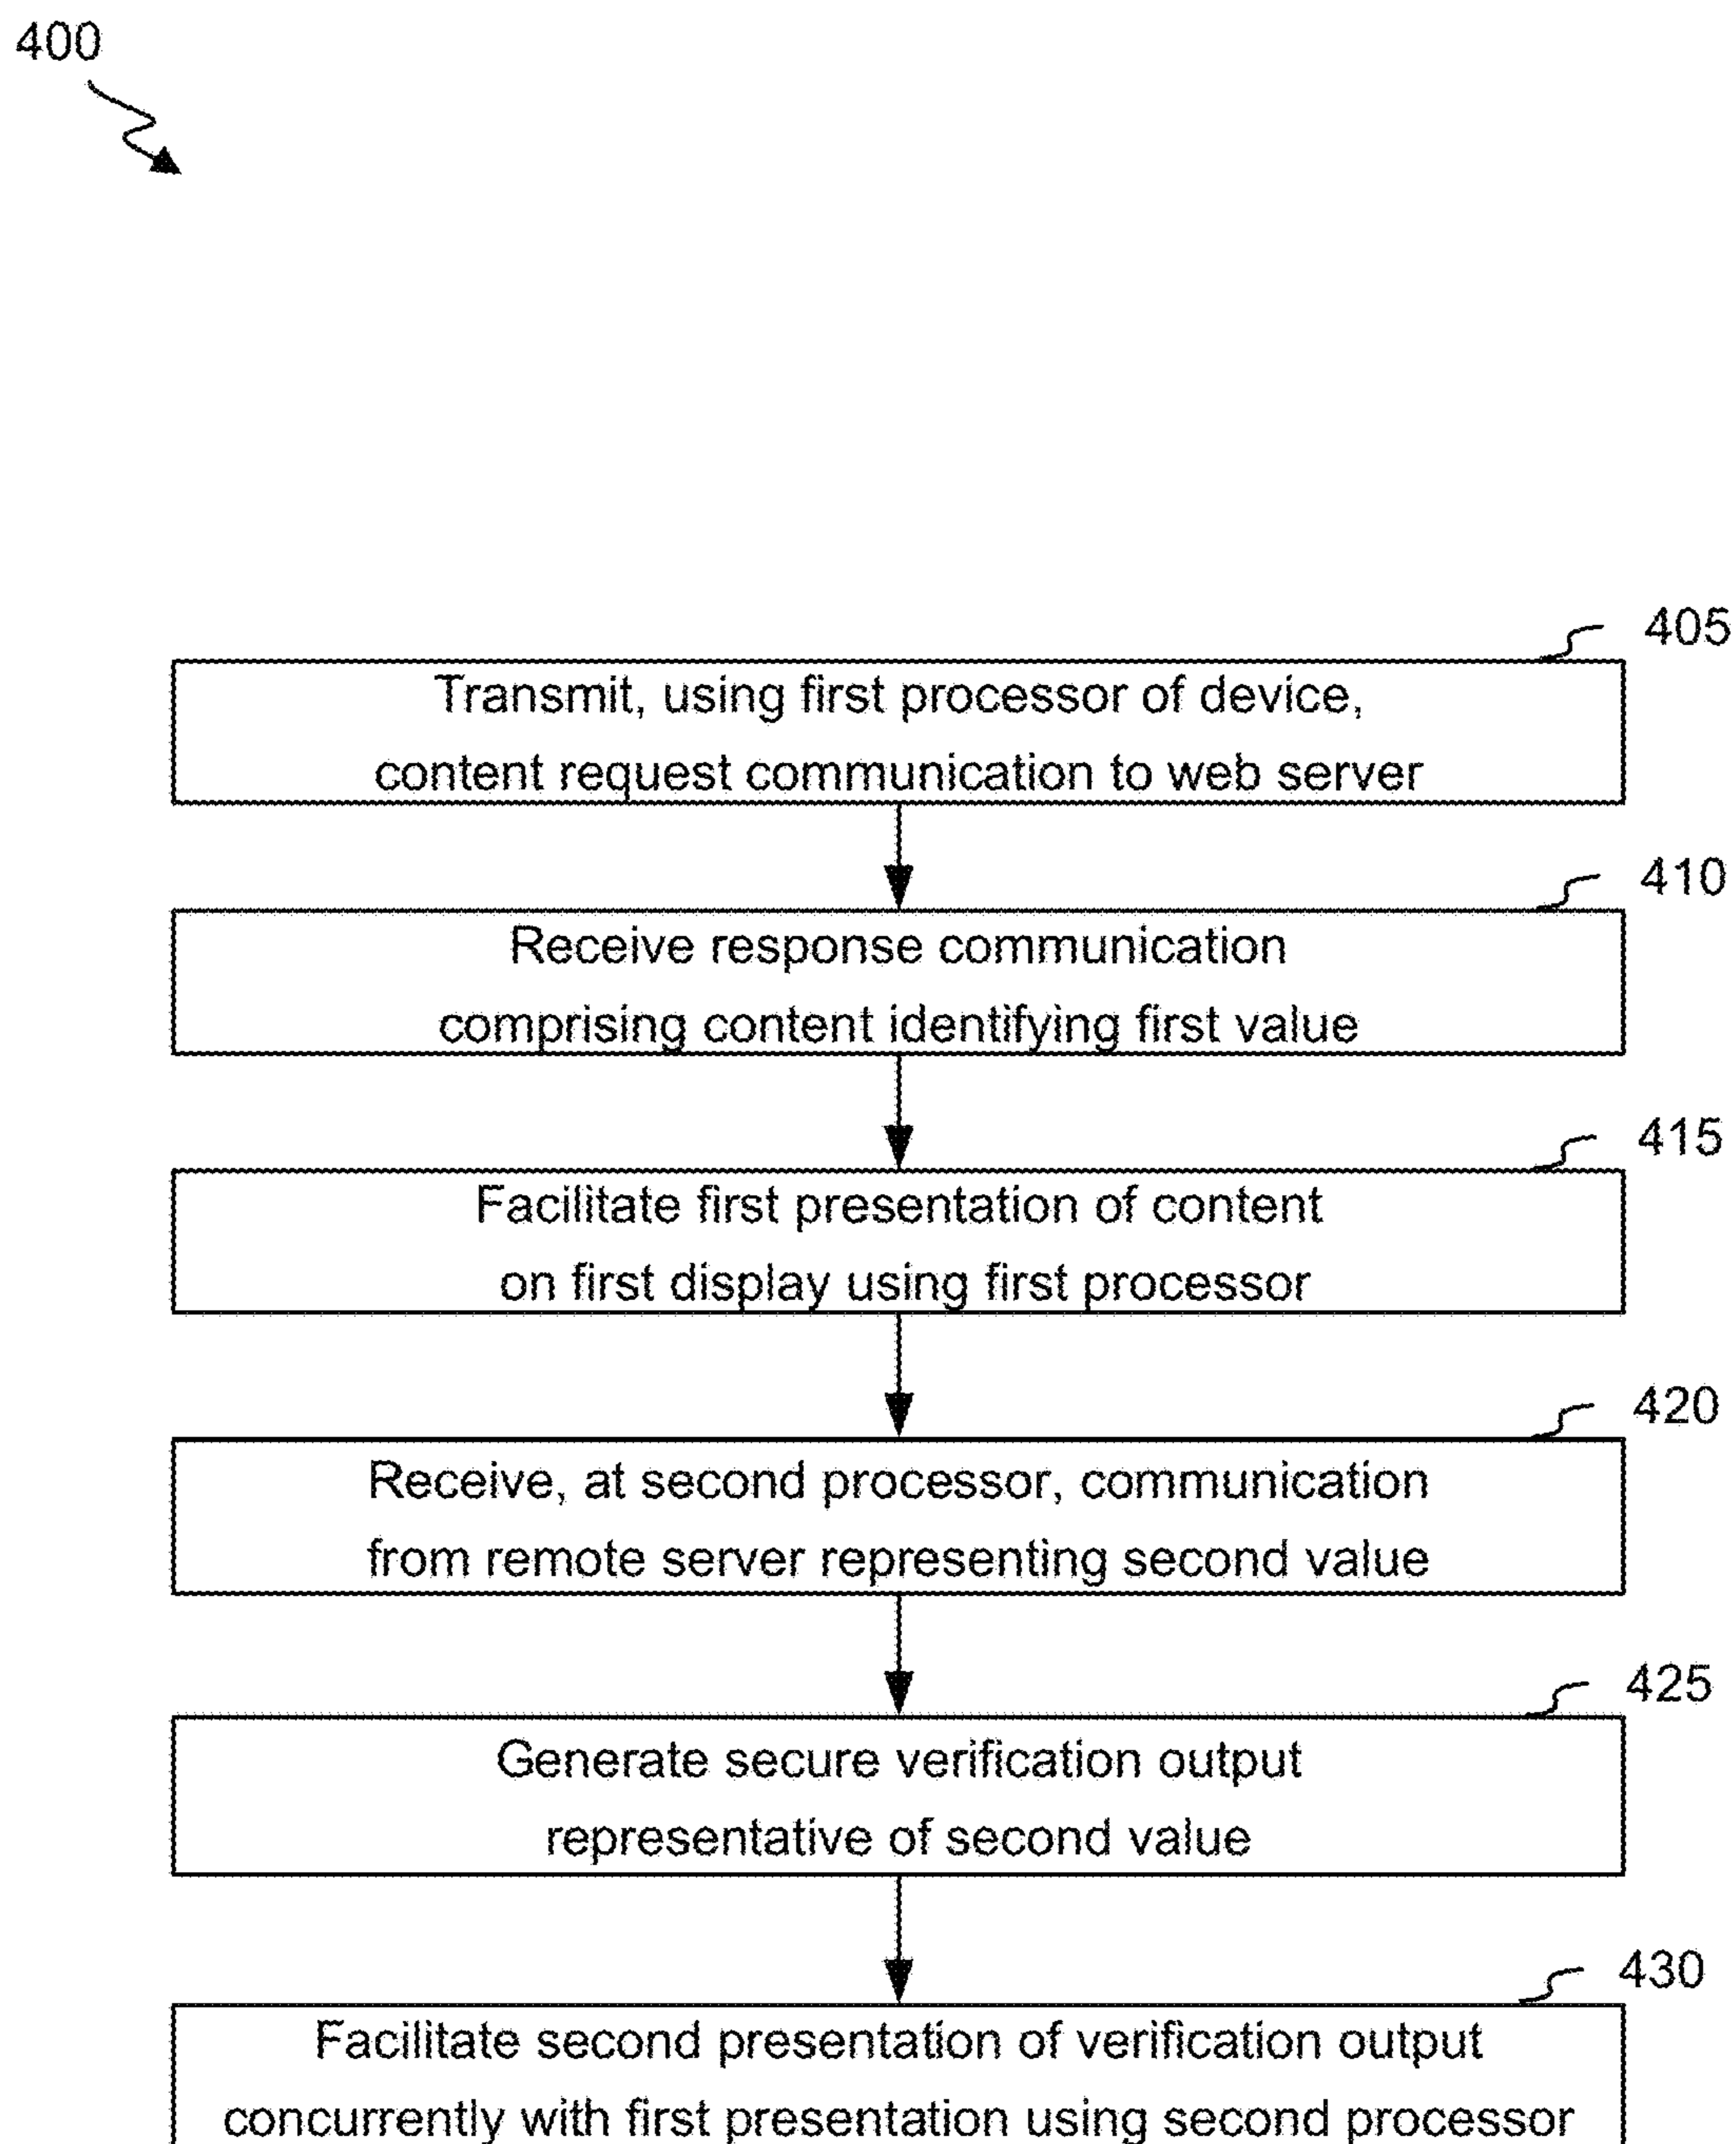 400
405
Transmit, using first processor of device,
content request communication to web server
410
Receive response communication
comprising content identifying first value
415
Facilitate first presentation of content
on first display using first processor
420
Receive, at second processor, communication
from remote server representing second value
425
Generate secure verification output
representative of second value
430
Facilitate second presentation of verification output
concurrently with first presentation using second processor